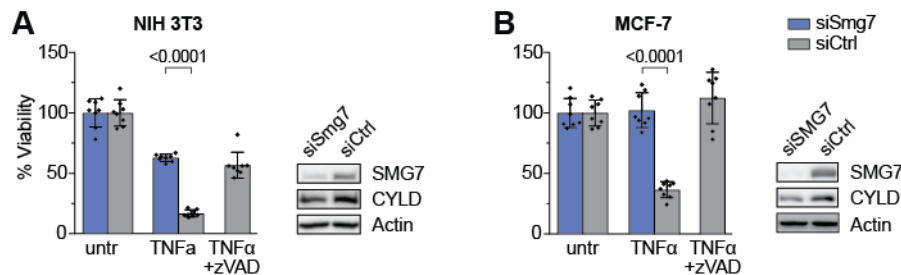 A
NIH 3T3
% Viability
150
100
50
0
<0.0001
untr
TNFa
TNFα
+zVAD
siSmg7
siCtrl
SMG7
CYLD
Actin
B
MCF-7
150
100
50
0
<0.0001
untr
TNFα
TNFα
+zVAD
siSmg7
siCtrl
siSMG7
siCtrl
SMG7
CYLD
Actin